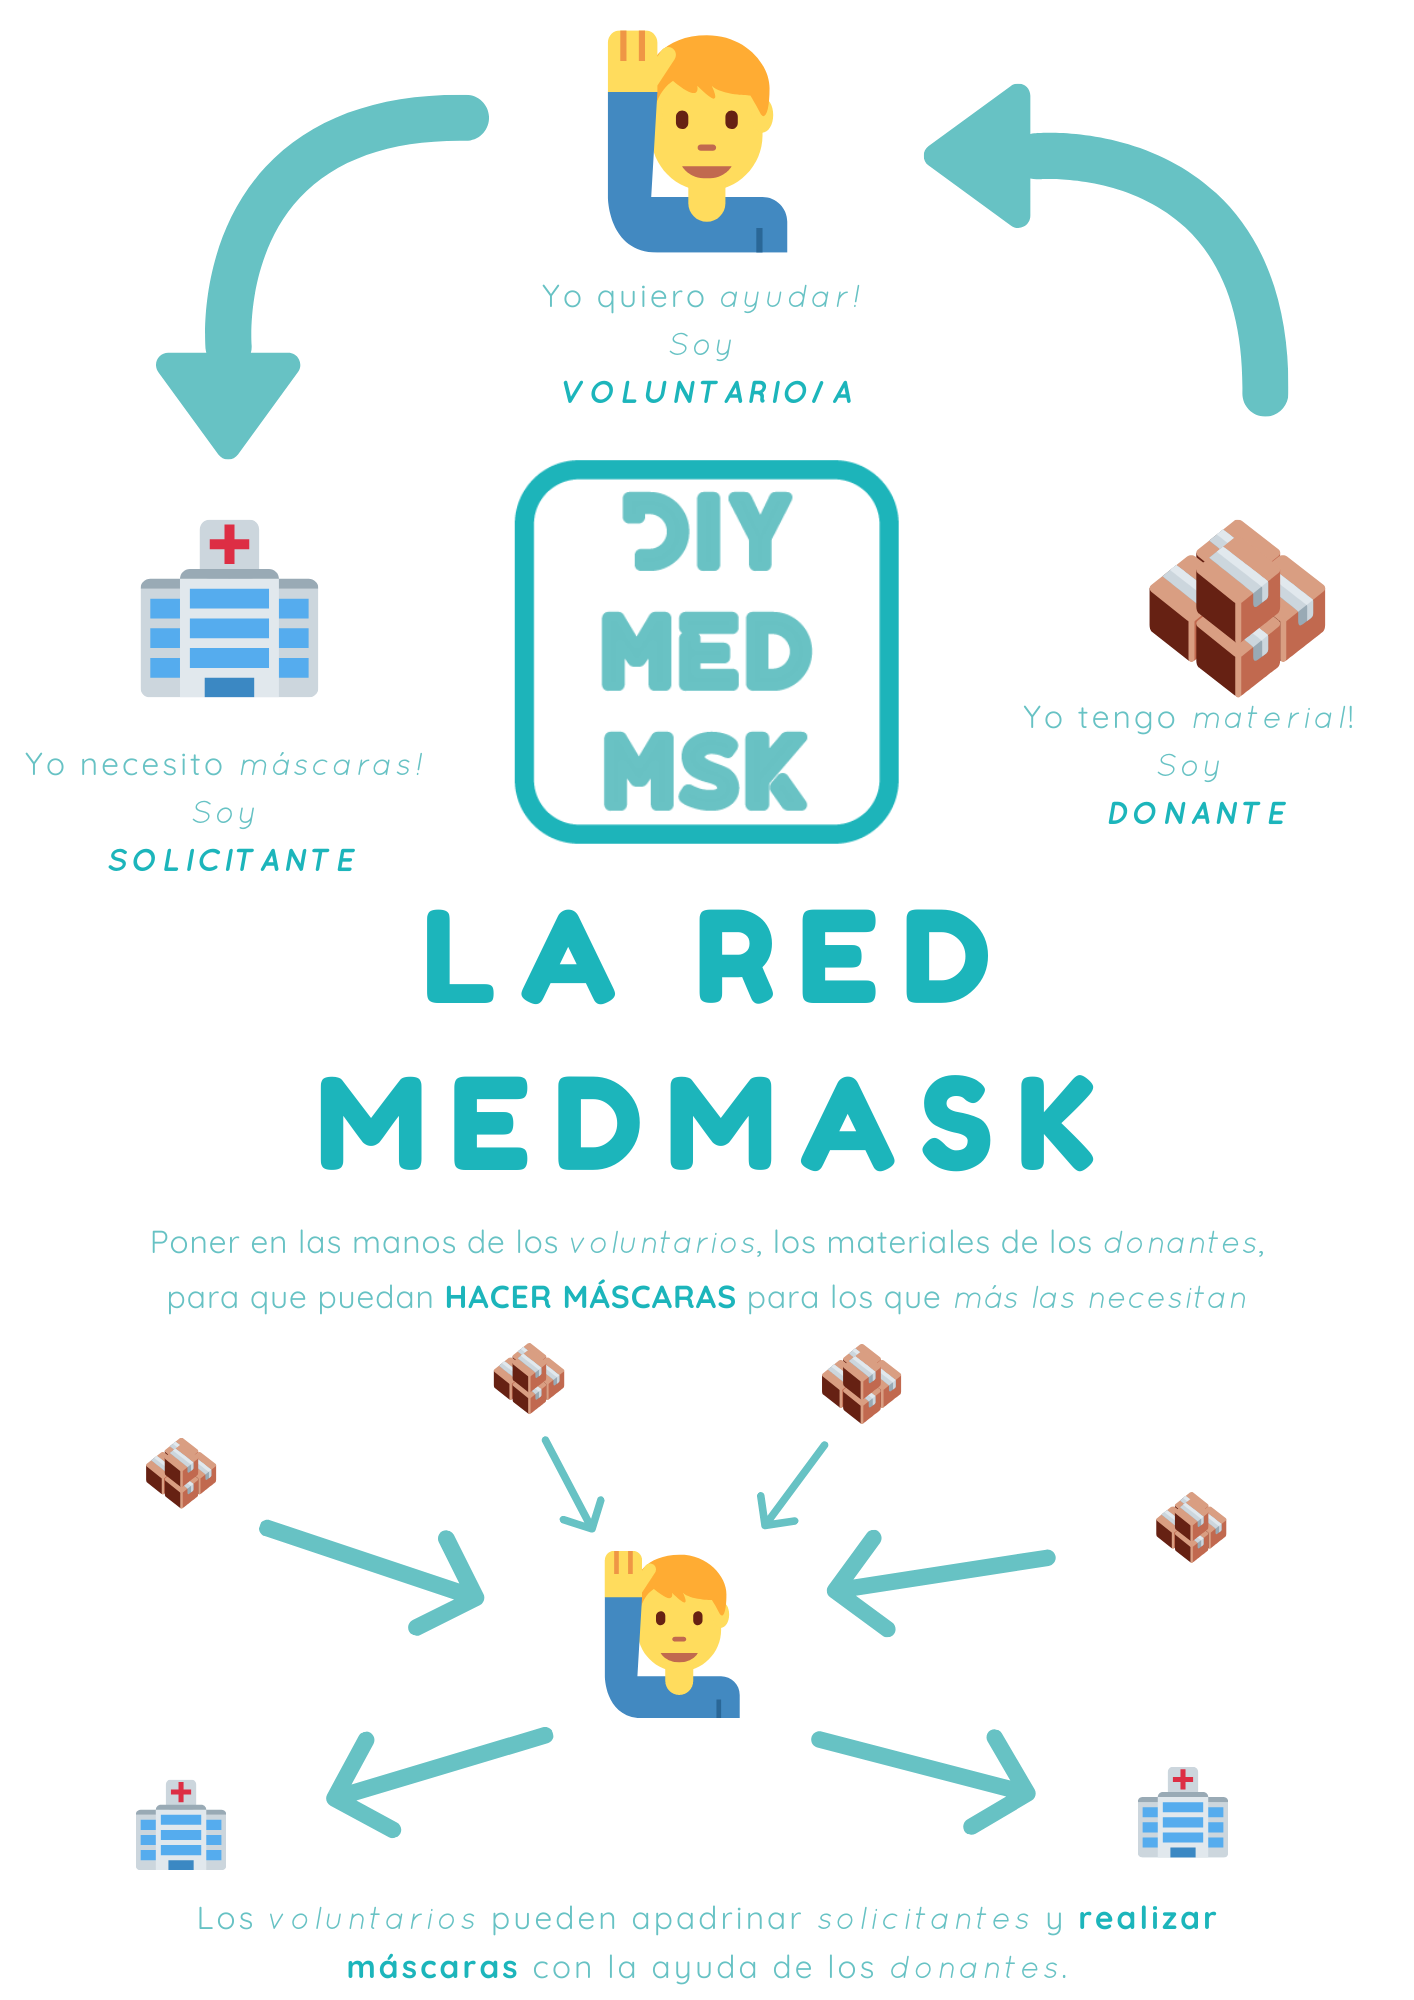 Yo quiero ayudar!
Soy
VOLUNTARIO/A
DIY
MED
MSK
Yo necesito máscaras!
Soy
SOLICITANTE
Yo tengo material!
Soy
DONANTE
LA RED
MEDMASK
Poner en las manos de los voluntarios, los materiales de los donantes,
para que puedan HACER MÁSCARAS para los que más las necesitan
Los voluntarios pueden apadrinar solicitantes y realizar
máscaras con la ayuda de los donantes.